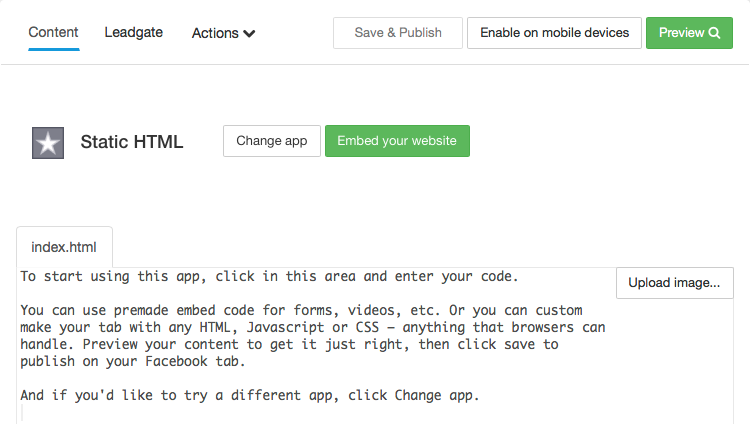 Content Leadgate Actions Save & Publish Enable on mobile devices Preview
Static HTML Change app Embed your website
index.html
To start using this app, click in this area and enter your code.
Upload image...
You can use premade embed code for forms, videos, etc. Or you can custom
make your tab with any HTML, Javascript or CSS – anything that browsers can
handle. Preview your content to get it just right, then click save to
publish on your Facebook tab.
And if you'd like to try a different app, click Change app.